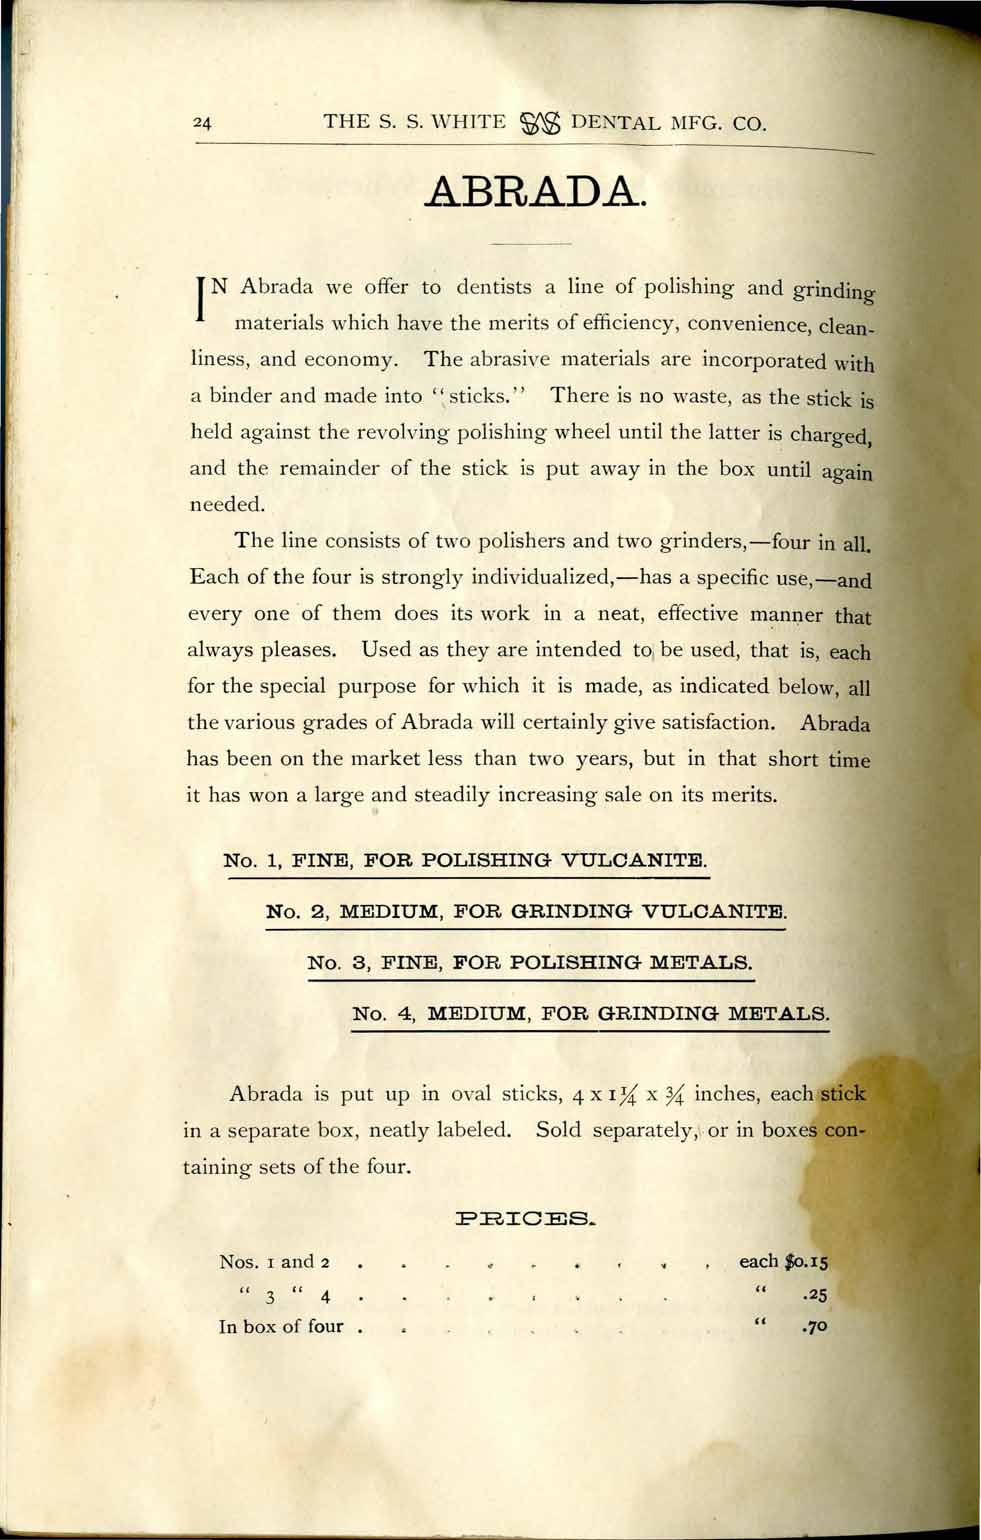 24 THE S. S. WHITE SSW DENTAL MFG. CO.
ABRADA.
IN Abrada we offer to dentists a line of polishing and grinding
materials which have the merits of efficiency, convenience, clean-
liness, and economy. The abrasive materials are incorporated with
a binder and made into “sticks.” There is no waste, as the stick is
held against the revolving polishing wheel until the latter is charged,
and the remainder of the stick is put away in the box until again
needed.
The line consists of two polishers and two grinders,—four in all.
Each of the four is strongly individualized,—has a specific use,—and
every one of them does its work in a neat, effective manner that
always pleases. Used as they are intended to be used, that is, each
for the special purpose for which it is made, as indicated below, all
the various grades of Abrada will certainly give satisfaction. Abrada
has been on the market less than two years, but in that short time
it has won a large and steadily increasing sale on its merits.
No. 1, FINE, FOR POLISHING VULCANITE.
No. 2, MEDIUM, FOR GRINDING VULCANITE.
No. 3, FINE, FOR POLISHING METALS.
No. 4, MEDIUM, FOR GRINDING METALS.
Abrada is put up in oval sticks, 4 x 1¼ x ¾ inches, each stick
in a separate box, neatly labeled. Sold separately, or in boxes con-
taining sets of the four.
PRICES.
Nos. 1 and 2 . . . . . . . . . each $0.15
“ 3 “ 4 . . . . . . . . “ .25
In box of four . . . . . . . . . “ .70